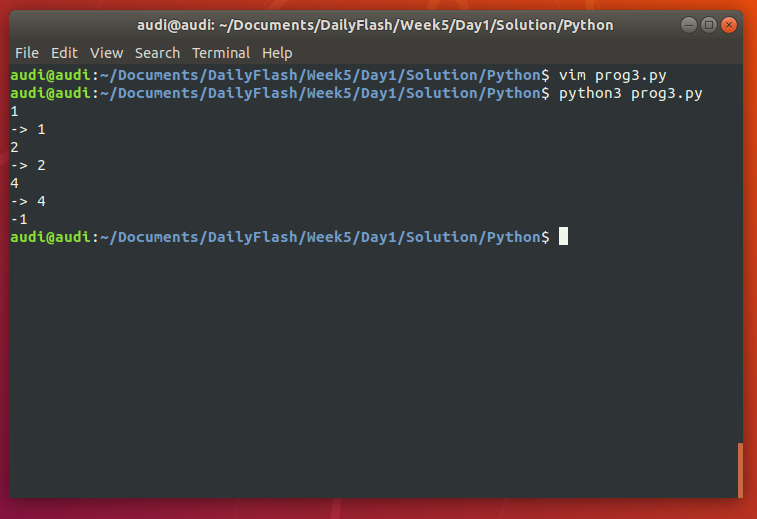 audi@audi: ~/Documents/DailyFlash/Week5/Day1/Solution/Python
File Edit View Search Terminal Help
audi@audi:~/Documents/DailyFlash/Week5/Day1/Solution/Python$ vim prog3.py
audi@audi:~/Documents/DailyFlash/Week5/Day1/Solution/Python$ python3 prog3.py
1
-> 1
2
-> 2
4
-> 4
-1
audi@audi:~/Documents/DailyFlash/Week5/Day1/Solution/Python$